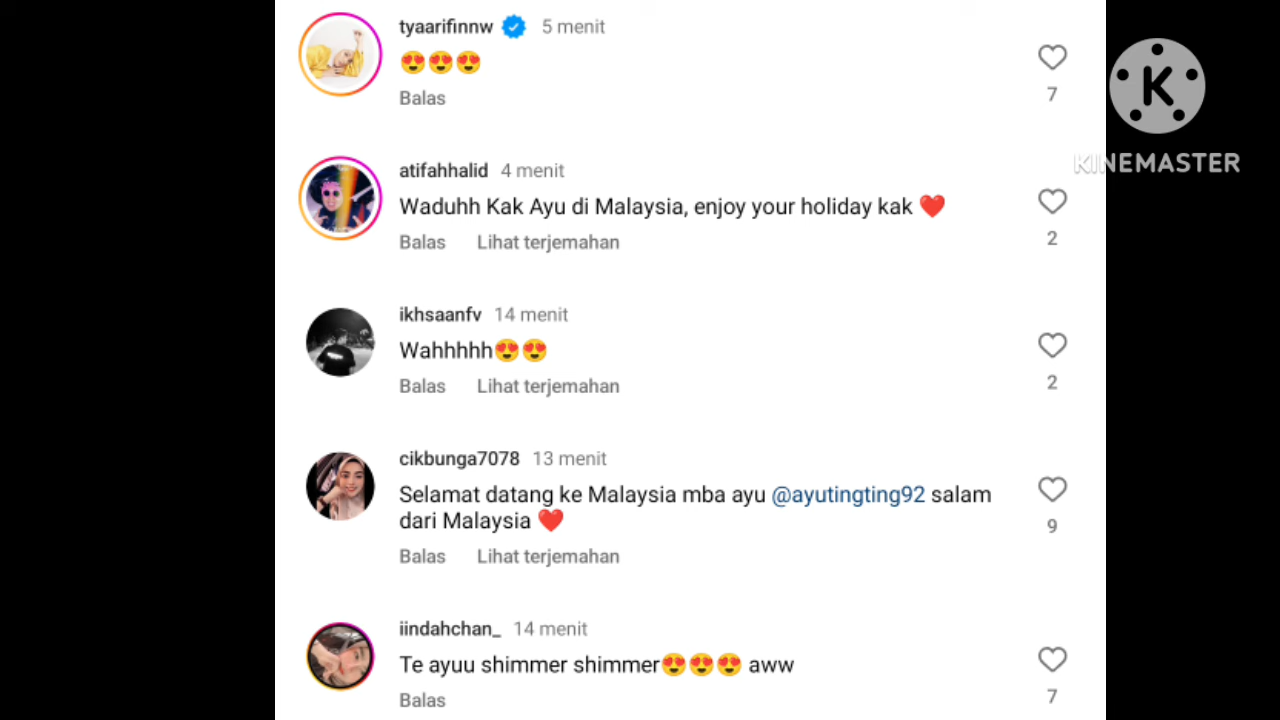 tyaarifinnw 5 menit
😍😍😍
7
Balas
K
KINEMASTER
atifahhalid 4 menit
Waduhh Kak Ayu di Malaysia, enjoy your holiday kak ❤️
2
Balas Lihat terjemahan
ikhsaanfv 14 menit
Wahhhhh😍😍
2
Balas Lihat terjemahan
cikbunga7078 13 menit
Selamat datang ke Malaysia mba ayu @ayutingting92 salam
dari Malaysia ❤️
9
Balas Lihat terjemahan
iindahchan_ 14 menit
Te ayuu shimmer shimmer😍😍😍 aww
7
Balas